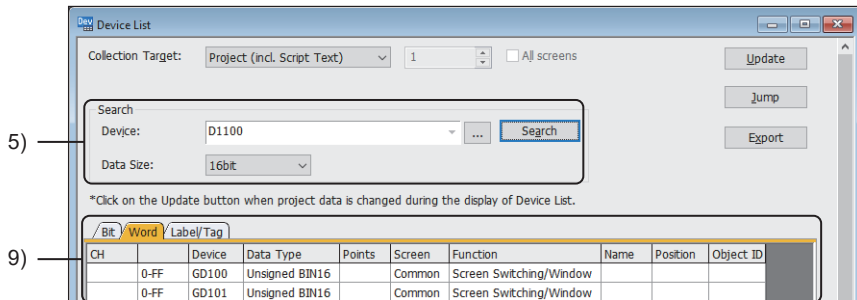 Dev Device List
Collection Target: Project (incl. Script Text) 1 All screens Update
Jump
Search
5) Device: D1100 ... Search Export
Data Size: 16bit
*Click on the Update button when project data is changed during the display of Device List.
Bit Word Label/Tag
9) CH Device Data Type Points Screen Function Name Position Object ID
0-FF GD100 Unsigned BIN16 Common Screen Switching/Window
0-FF GD101 Unsigned BIN16 Common Screen Switching/Window